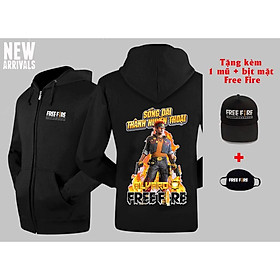 NEW
ARRIVALS
Tặng kèm
1 mũ + bịt mặt
Free Fire
FREE FIRE
SỐNG DAI
THÀNH HUYỀN THOẠI
ALVARO
FREE FIRE
FREE FIRE
+
FREE FIRE